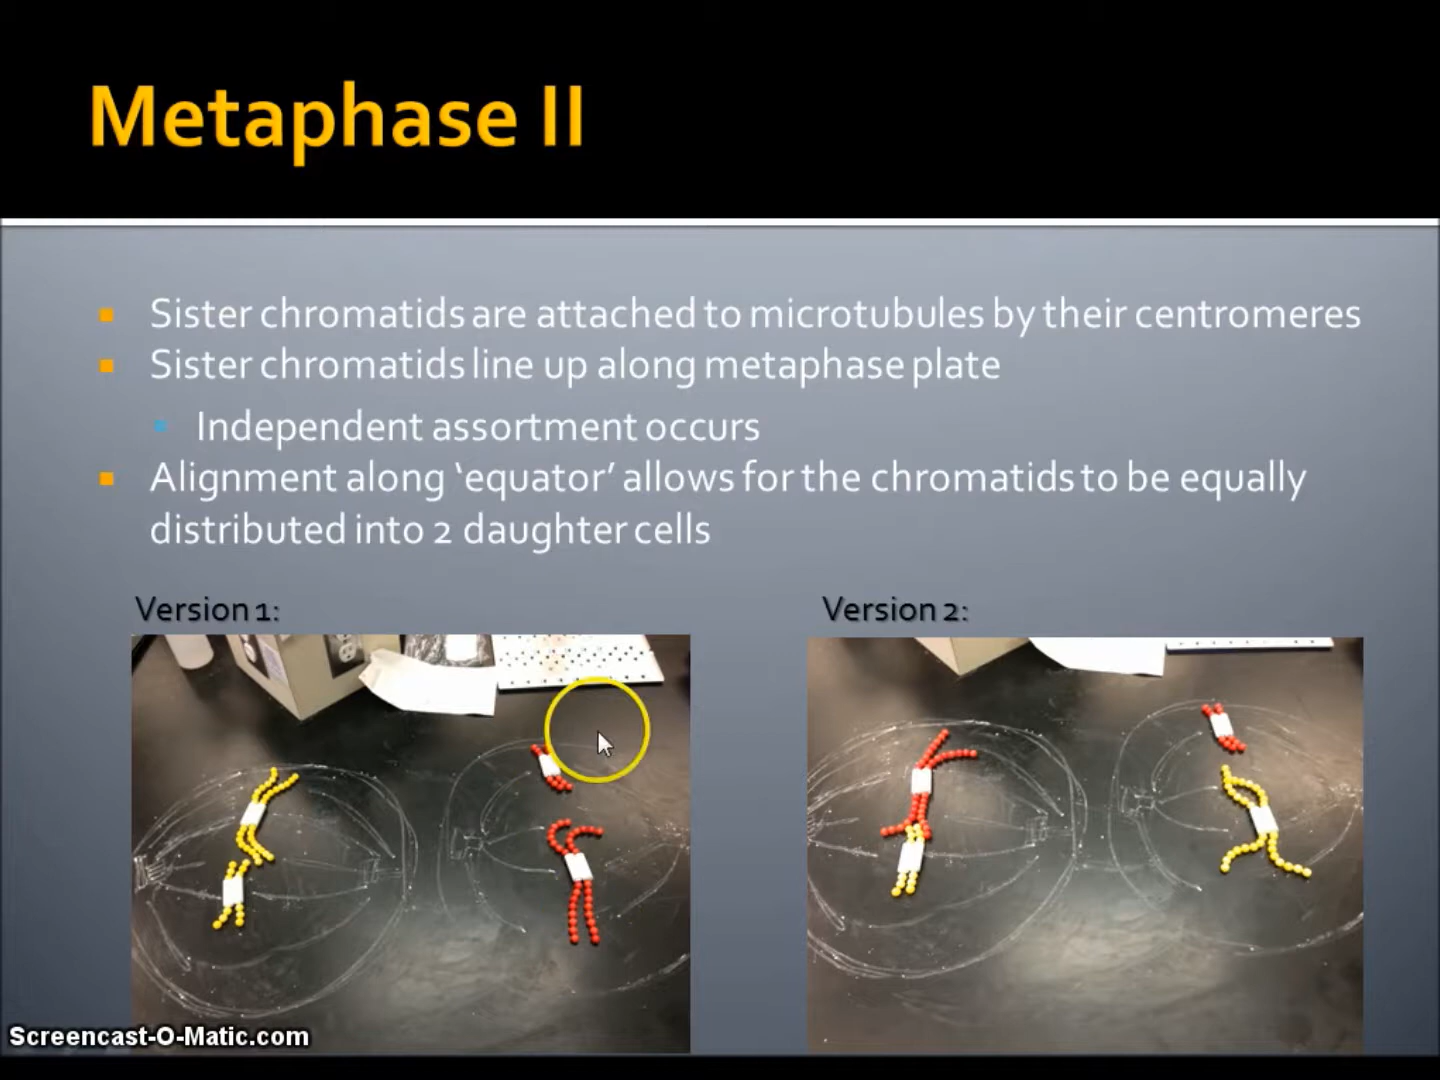 Metaphase II
Sister chromatids are attached to microtubules by their centromeres
Sister chromatids line up along metaphase plate
Independent assortment occurs
Alignment along ‘equator’ allows for the chromatids to be equally
distributed into 2 daughter cells
Version 1:
Version 2:
Screencast-O-Matic.com